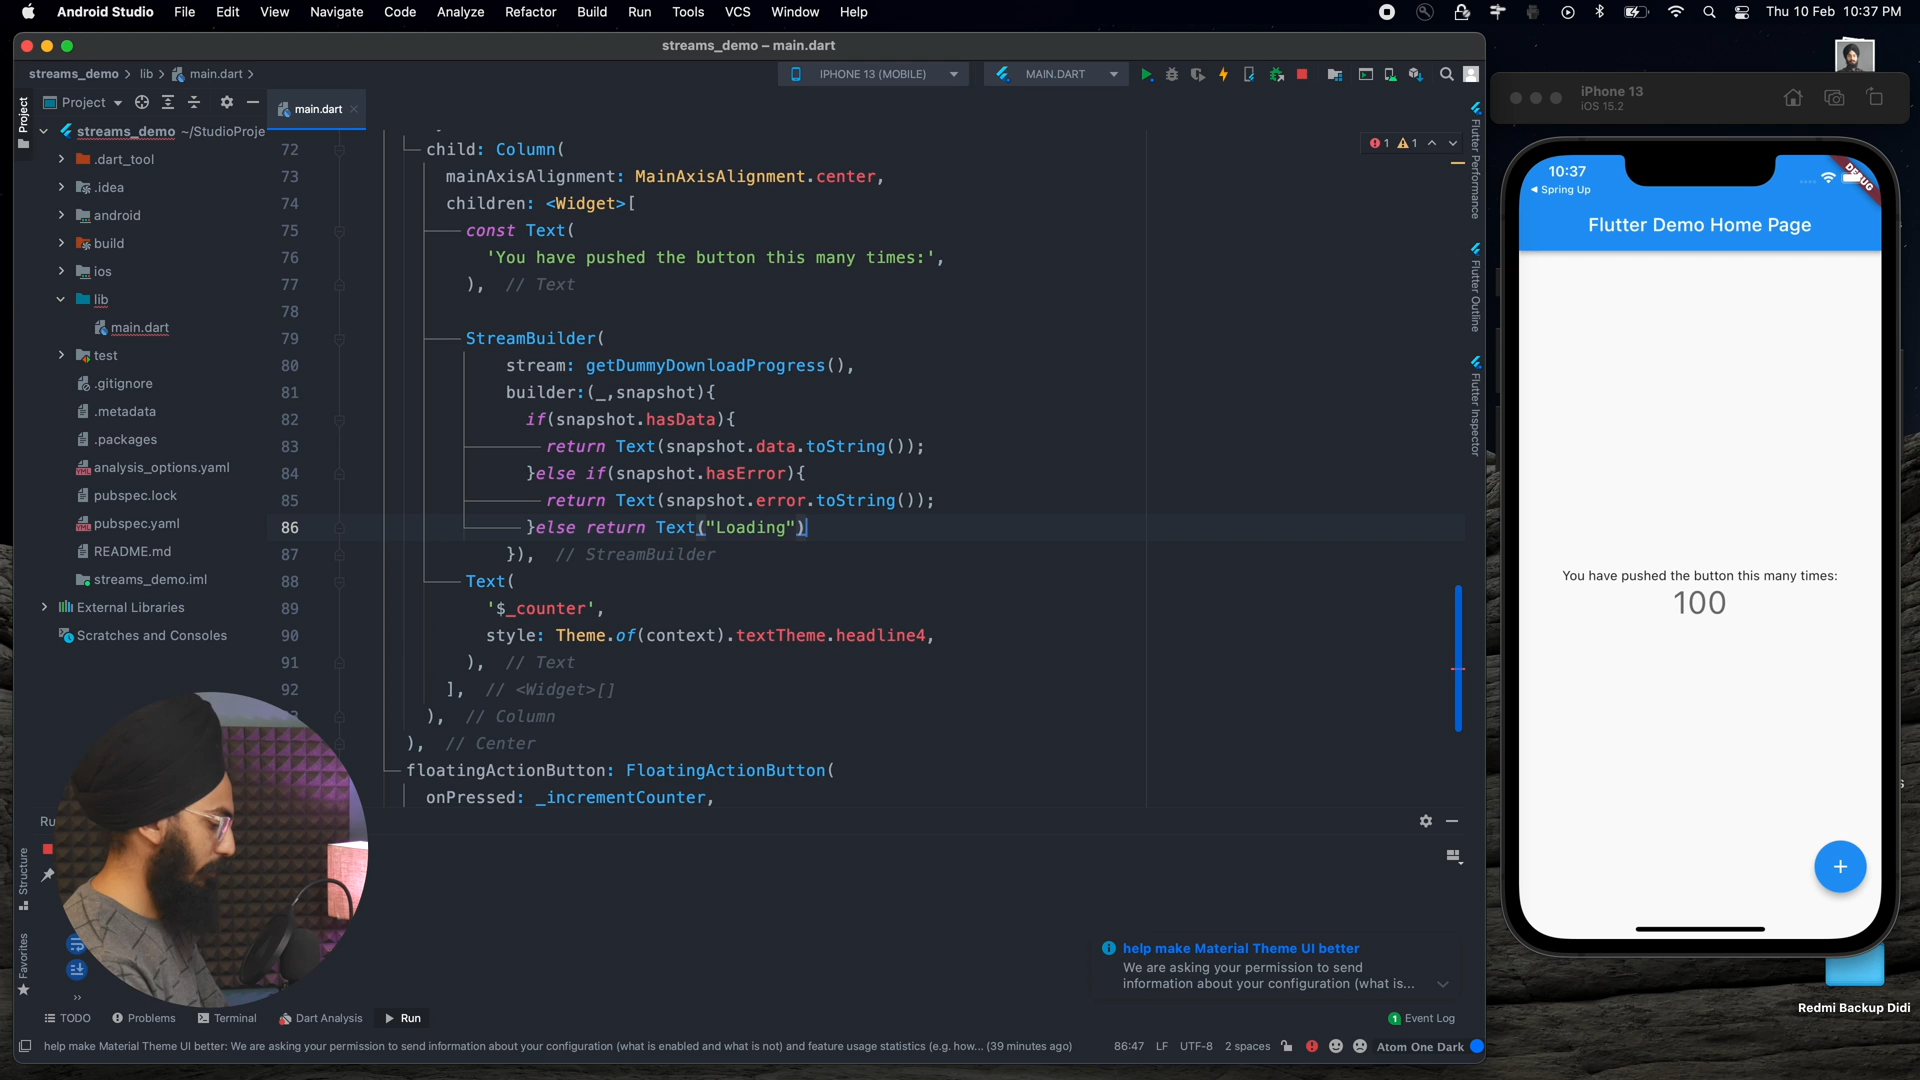 Android Studio File Edit View Navigate Code Analyze Refactor Build Run Tools VCS Window Help
Thu 10 Feb 10:37 PM
streams_demo – main.dart
streams_demo lib main.dart
IPHONE 13 (MOBILE) MAIN.DART
Project
Project
main.dart
streams_demo ~/StudioProje
.dart_tool
.idea
android
build
ios
lib
main.dart
test
.gitignore
.metadata
.packages
analysis_options.yaml
pubspec.lock
pubspec.yaml
README.md
streams_demo.iml
External Libraries
Scratches and Consoles
1 1
72 child: Column(
73 mainAxisAlignment: MainAxisAlignment.center,
74 children: <Widget>[
75 const Text(
76 'You have pushed the button this many times:',
77 ), // Text
78
79 StreamBuilder(
80 stream: getDummyDownloadProgress(),
81 builder:(_,snapshot){
82 if(snapshot.hasData){
83 return Text(snapshot.data.toString());
84 }else if(snapshot.hasError){
85 return Text(snapshot.error.toString());
86 }else return Text("Loading")
87 }), // StreamBuilder
88 Text(
89 '$_counter',
90 style: Theme.of(context).textTheme.headline4,
91 ), // Text
92 ], // <Widget>[]
), // Column
), // Center
floatingActionButton: FloatingActionButton(
onPressed: _incrementCounter,
Flutter Performance
Flutter Outline
Flutter Inspector
Ru
Structure
Favorites
help make Material Theme UI better
We are asking your permission to send
information about your configuration (what is...
TODO Problems Terminal Dart Analysis Run
1 Event Log
help make Material Theme UI better: We are asking your permission to send information about your configuration (what is enabled and what is not) and feature usage statistics (e.g. how... (39 minutes ago)
86:47 LF UTF-8 2 spaces Atom One Dark
iPhone 13
iOS 15.2
10:37
Spring Up
DEBUG
Flutter Demo Home Page
You have pushed the button this many times:
100
+
Redmi Backup Didi